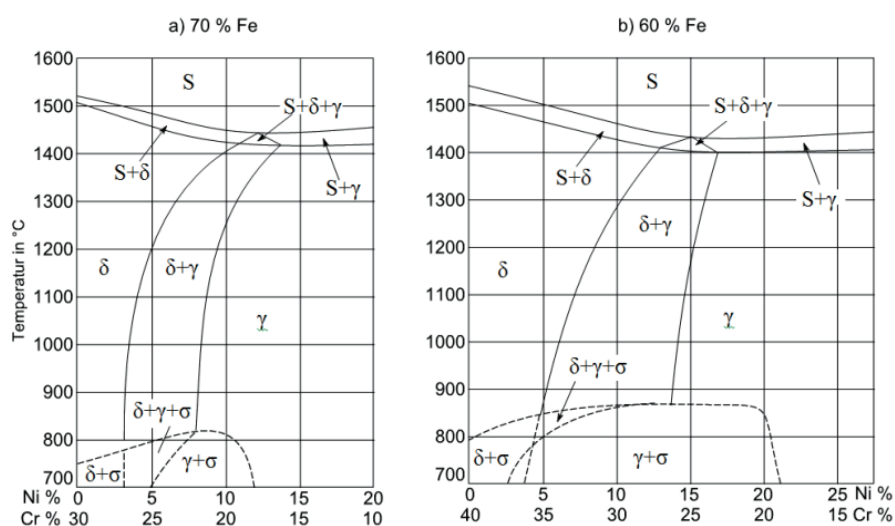 a) 70 % Fe
b) 60 % Fe
Temperatur in °C
1600
1500
1400
1300
1200
1100
1000
900
800
700
S
S+δ+γ
S+δ
S+γ
δ
δ+γ
γ
δ+γ+σ
δ+σ
γ+σ
Ni % 0 5 10 15 20
Cr % 30 25 20 15 10
1600
1500
1400
1300
1200
1100
1000
900
800
700
S
S+δ+γ
S+δ
S+γ
δ+γ
δ
γ
δ+γ+σ
δ+σ
γ+σ
0 5 10 15 20 25 Ni %
40 35 30 25 20 15 Cr %